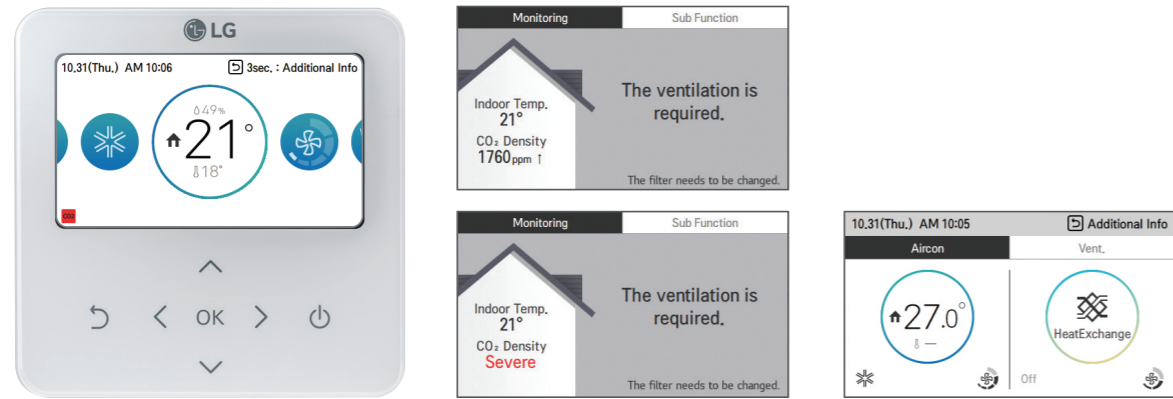 LG
10.31(Thu.) AM 10:06 3sec. : Additional Info
49%
21°
18°
CO2
OK
Monitoring Sub Function
Indoor Temp.
21°
CO₂ Density
1760ppm ↑
The ventilation is
required.
The filter needs to be changed.
Monitoring Sub Function
Indoor Temp.
21°
CO₂ Density
Severe
The ventilation is
required.
The filter needs to be changed.
10.31(Thu.) AM 10:05 Additional Info
Aircon Vent.
27.0°
HeatExchange
Off